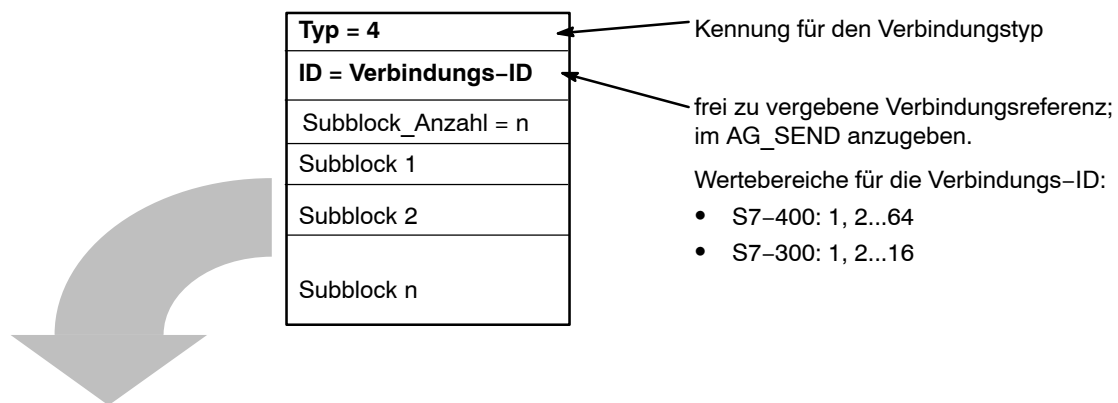 Typ = 4
Kennung für den Verbindungstyp
ID = Verbindungs−ID
frei zu vergebene Verbindungsreferenz;
im AG_SEND anzugeben.
Subblock_Anzahl = n
Subblock 1
Wertebereiche für die Verbindungs−ID:
Subblock 2
• S7−400: 1, 2...64
• S7−300: 1, 2...16
Subblock n